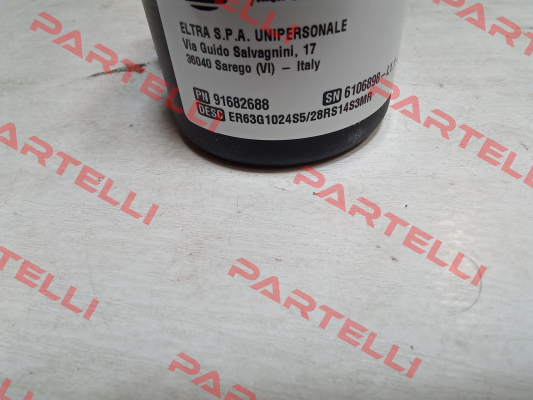 ELTRA S.P.A. UNIPERSONALE
Via Guido Salvagnini, 17
36040 Sarego (VI) – Italy
PN 91682688
SN 6106898
DESC ER63G1024S5/28RS14S3MR
PARTELLI
PARTELLI
PARTELLI
PARTELLI
PARTELLI
PARTELLI